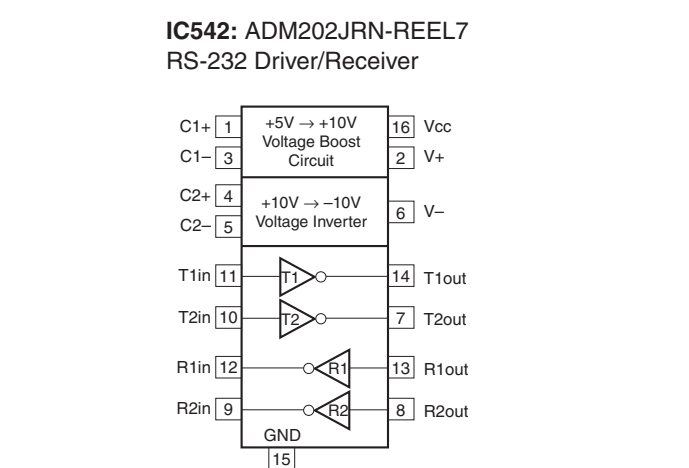 IC542: ADM202JRN-REEL7
RS-232 Driver/Receiver
C1+ 1 +5V → +10V 16 Vcc
Voltage Boost
C1– 3 Circuit 2 V+
C2+ 4
+10V → –10V 6 V–
C2– 5 Voltage Inverter
T1in 11 T1 14 T1out
T2in 10 T2 7 T2out
R1in 12 R1 13 R1out
R2in 9 R2 8 R2out
GND
15